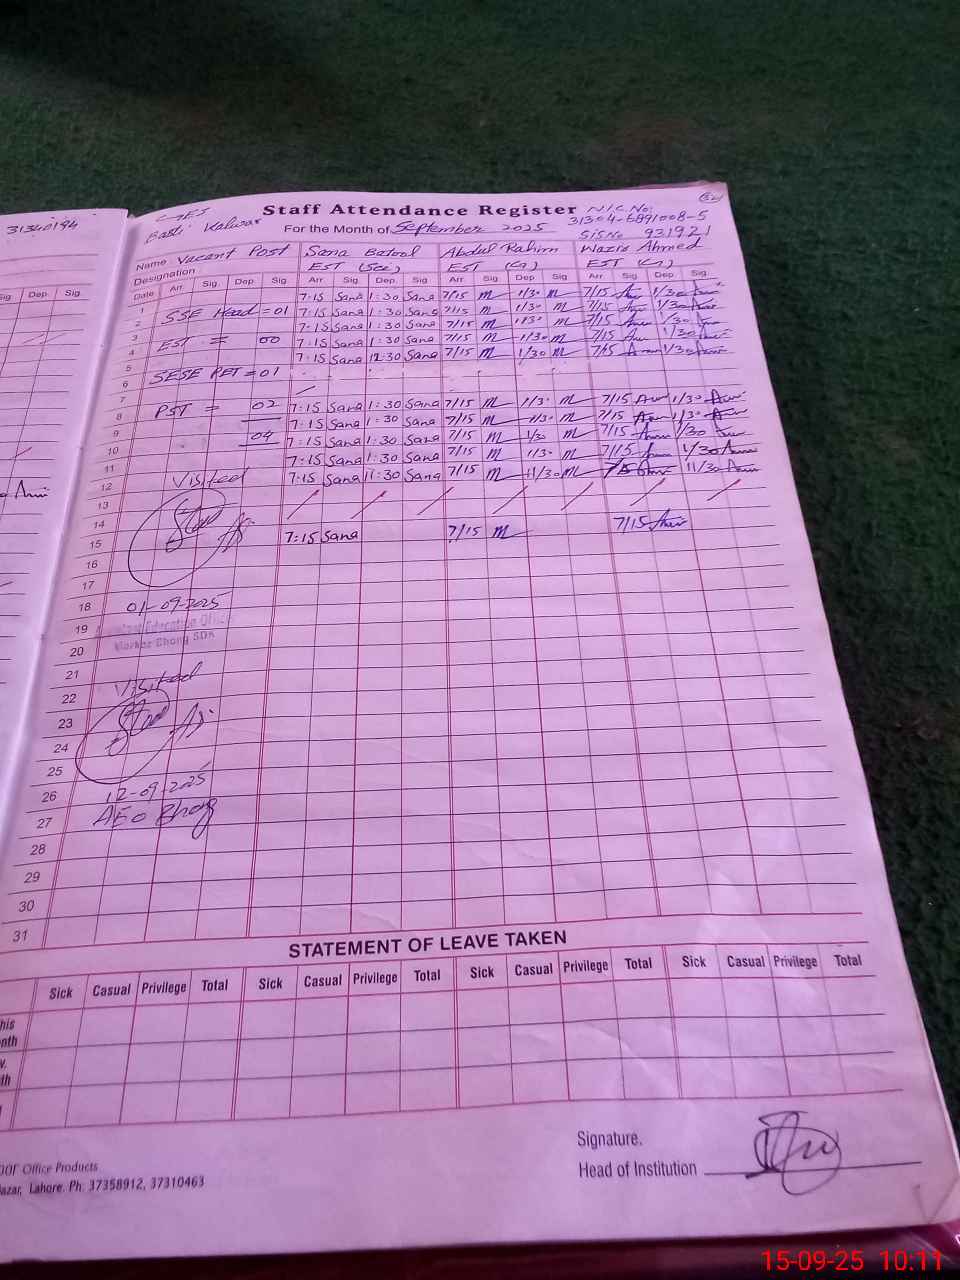 31340194
GES
Basti Kalwar
Staff Attendance Register
N/C No:
31304-6891008-5
For the Month of September 2025
SiS No 931921
Name Vacant Post Sana Batool Abdul Rahim Wazir Ahmed
Designation EST (Sci) EST
Sig. Dep. Sig.
Date Arr. Sig. Dep. Sig. Arr. Sig. Dep. Sig. Arr. Sig. Dep. Sig. Arr. Sig. Dep. Sig.
1 7:15 Sana 1:30 Sana 7/15 M 1/30 M 7/15 1/30
2 SSE Head = 01 7:15 Sana 1:30 Sana 7/15 M 1/30 M 7/15 1/30
3 7:15 Sana 1:30 Sana 7/15 M 1/30 M 7/15 1/30
4 EST = 00 7:15 Sana 1:30 Sana 7/15 M 1/30 M 7/15 1/30
5 7:15 Sana 12:30 Sana 7/15 M 1/30 M 7/15 1/30
6 SESE PET = 01
7
8 PST = 02 7:15 Sana 1:30 Sana 7/15 M 1/30 M 7/15 1/30
9 7:15 Sana 1:30 Sana 7/15 M 1/30 M 7/15 1/30
10 04 7:15 Sana 1:30 Sana 7/15 M 1/30 M 7/15 1/30
11 7:15 Sana 1:30 Sana 7/15 M 1/30 M 7/15 1/30
12 Visited 7:15 Sana 11:30 Sana 7/15 M 11/30 M 11/30
13
14
15 7:15 Sana 7/15 M 7/15
16
17
18 01-09-2025
19 Education Office
20 Markaz Bhong SDK
21
22 Visited
23
24
25
26 12-09-2025
27 AEO Bhong
28
29
30
31
STATEMENT OF LEAVE TAKEN
Sick Casual Privilege Total Sick Casual Privilege Total Sick Casual Privilege Total Sick Casual Privilege Total
Signature.
Head of Institution
Office Products
Lahore. Ph: 37358912, 37310463
15-09-25 10:11